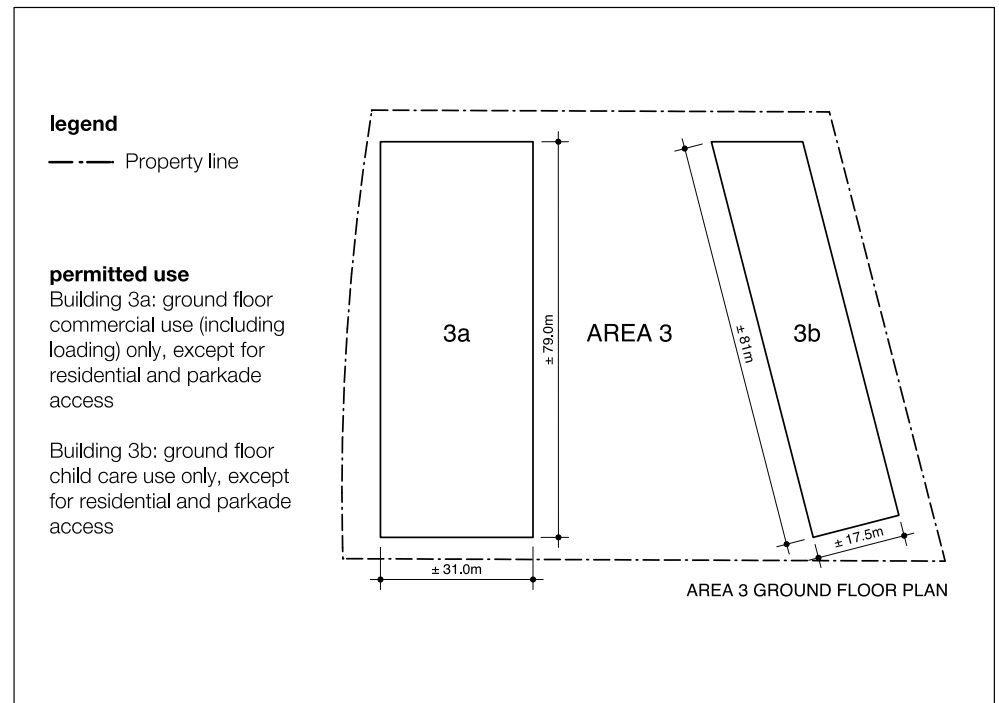 legend
Property line
permitted use
Building 3a: ground floor
commercial use (including
loading) only, except for
residential and parkade
access
Building 3b: ground floor
child care use only, except
for residential and parkade
access
3a
± 79.0m
AREA 3
± 81m
3b
± 17.5m
± 31.0m
AREA 3 GROUND FLOOR PLAN